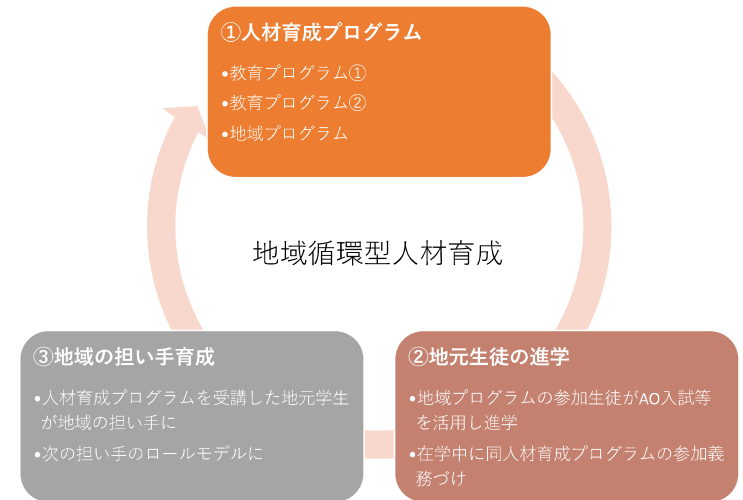 ①人材育成プログラム
•教育プログラム①
•教育プログラム②
•地域プログラム
地域循環型人材育成
③地域の担い手育成
•人材育成プログラムを受講した地元学生
が地域の担い手に
•次の担い手のロールモデルに
②地元生徒の進学
•地域プログラムの参加生徒がAO入試等
を活用し進学
•在学中に同人材育成プログラムの参加義
務づけ